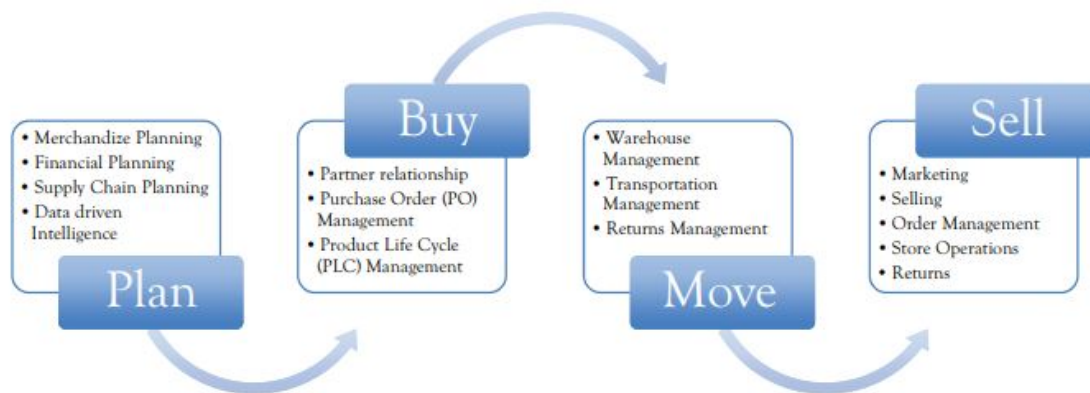 • Merchandize Planning
• Financial Planning
• Supply Chain Planning
• Data driven
Intelligence
Plan
Buy
• Partner relationship
• Purchase Order (PO)
Management
• Product Life Cycle
(PLC) Management
• Warehouse
Management
• Transportation
Management
• Returns Management
Move
Sell
• Marketing
• Selling
• Order Management
• Store Operations
• Returns